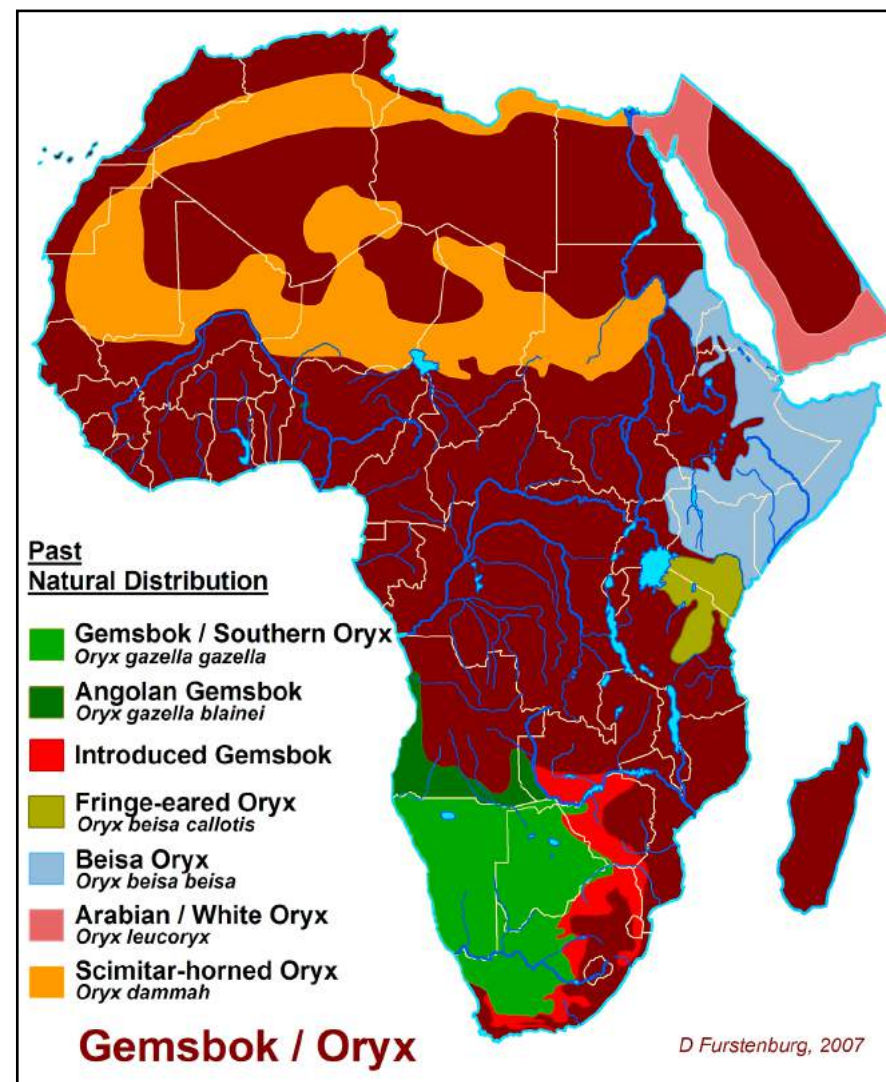 Past
Natural Distribution
Gemsbok / Southern Oryx
Oryx gazella gazella
Angolan Gemsbok
Oryx gazella blainei
Introduced Gemsbok
Fringe-eared Oryx
Oryx beisa callotis
Beisa Oryx
Oryx beisa beisa
Arabian / White Oryx
Oryx leucoryx
Scimitar-horned Oryx
Oryx dammah
Gemsbok / Oryx
D Furstenburg, 2007